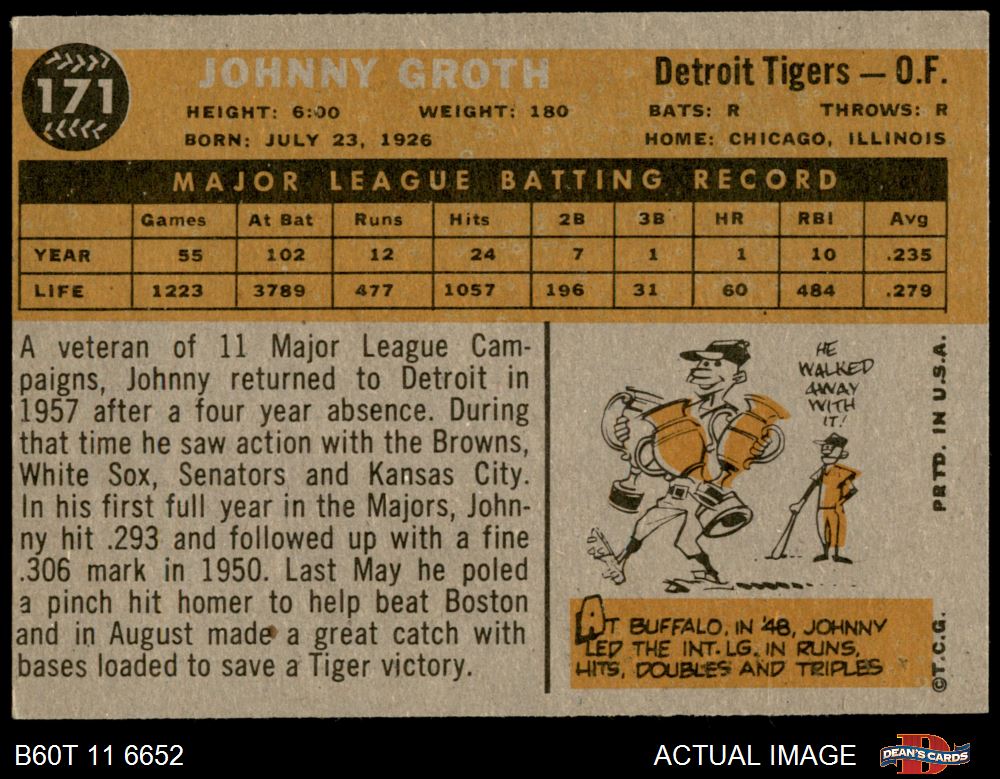 171
JOHNNY GROTH
Detroit Tigers — O.F.
HEIGHT: 6:00 WEIGHT: 180 BATS: R THROWS: R
BORN: JULY 23, 1926 HOME: CHICAGO, ILLINOIS
MAJOR LEAGUE BATTING RECORD
Games At Bat Runs Hits 2B 3B HR RBI Avg
YEAR 55 102 12 24 7 1 1 10 .235
LIFE 1223 3789 477 1057 196 31 60 484 .279
A veteran of 11 Major League Cam-
paigns, Johnny returned to Detroit in
1957 after a four year absence. During
that time he saw action with the Browns,
White Sox, Senators and Kansas City.
In his first full year in the Majors, John-
ny hit .293 and followed up with a fine
.306 mark in 1950. Last May he poled
a pinch hit homer to help beat Boston
and in August made a great catch with
bases loaded to save a Tiger victory.
HE
WALKED
AWAY
WITH
IT!
AT BUFFALO, IN '48, JOHNNY
LED THE INT. LG. IN RUNS,
HITS, DOUBLES AND TRIPLES
©T.C.G. PRTD. IN U.S.A.
B60T 11 6652
ACTUAL IMAGE
DEAN'S CARDS